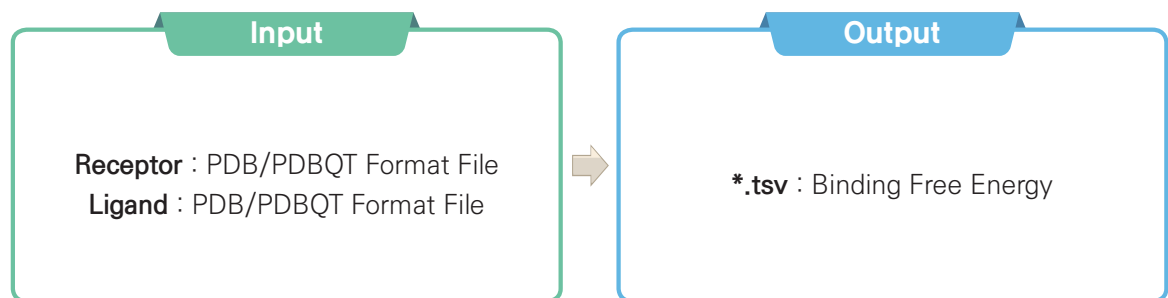 Input
Receptor : PDB/PDBQT Format File
Ligand : PDB/PDBQT Format File
Output
*.tsv : Binding Free Energy